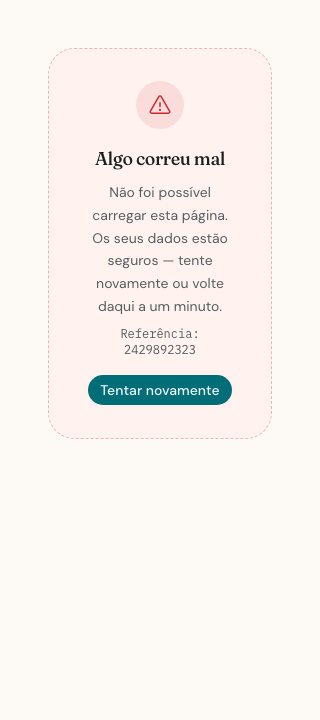 Algo correu mal
Não foi possível
carregar esta página.
Os seus dados estão
seguros — tente
novamente ou volte
daqui a um minuto.
Referência:
2429892323
Tentar novamente